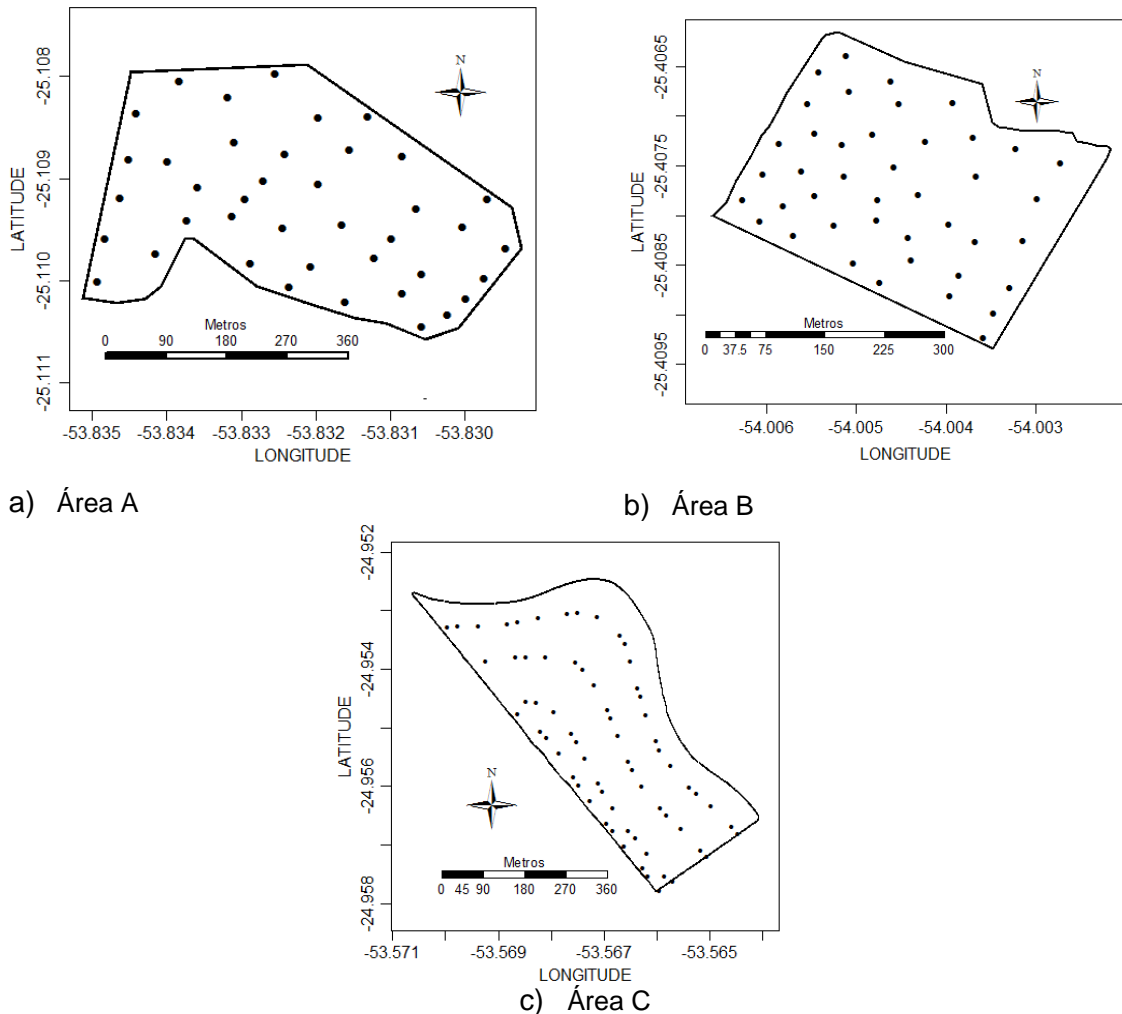 -25.108
-25.109
-25.110
-25.111
LATITUDE
N
Metros
0 90 180 270 360
-53.835 -53.834 -53.833 -53.832 -53.831 -53.830
LONGITUDE
a) Área A
-25.4065
-25.4075
-25.4085
-25.4095
LATITUDE
N
Metros
0 37.5 75 150 225 300
-54.006 -54.005 -54.004 -54.003
LONGITUDE
b) Área B
-24.952
-24.954
-24.956
-24.958
LATITUDE
N
Metros
0 45 90 180 270 360
-53.571 -53.569 -53.567 -53.565
LONGITUDE
c) Área C